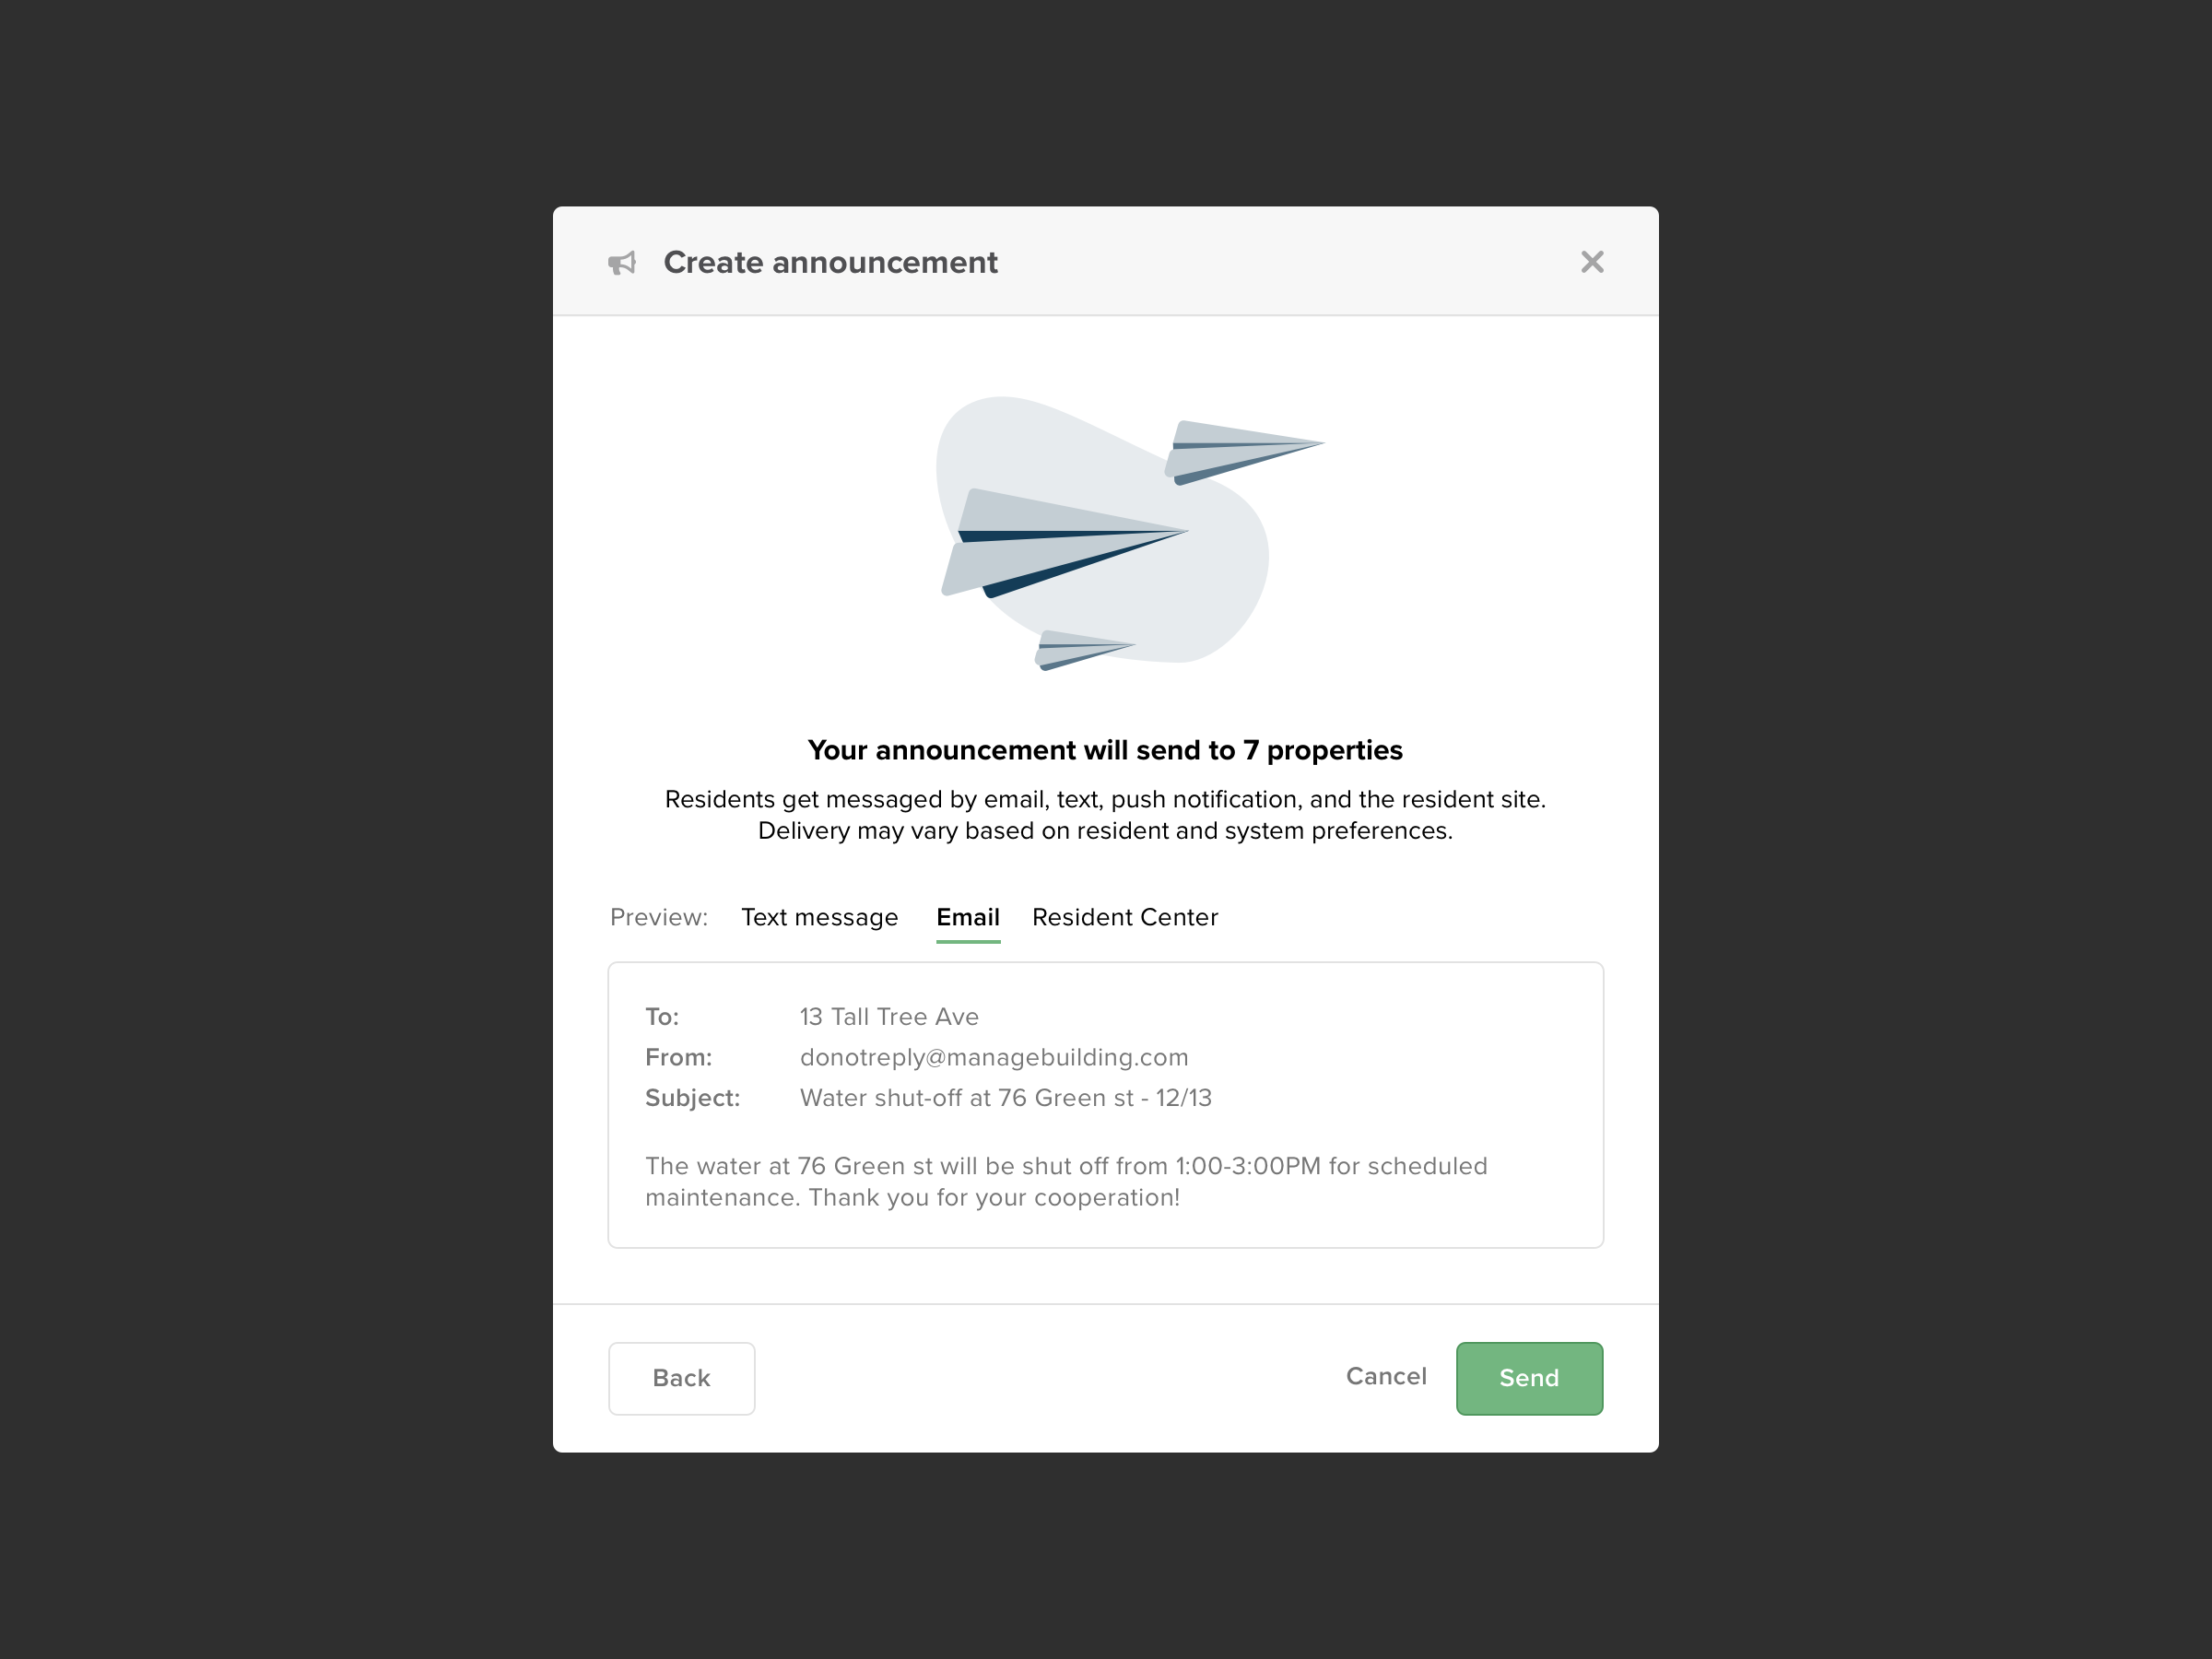 Create announcement
Your announcement will send to 7 properties
Residents get messaged by email, text, push notification, and the resident site.
Delivery may vary based on resident and system preferences.
Preview: Text message Email Resident Center
To: 13 Tall Tree Ave
From: donotreply@managebuilding.com
Subject: Water shut-off at 76 Green st - 12/13
The water at 76 Green st will be shut off from 1:00-3:00PM for scheduled
maintenance. Thank you for your cooperation!
Back Cancel Send